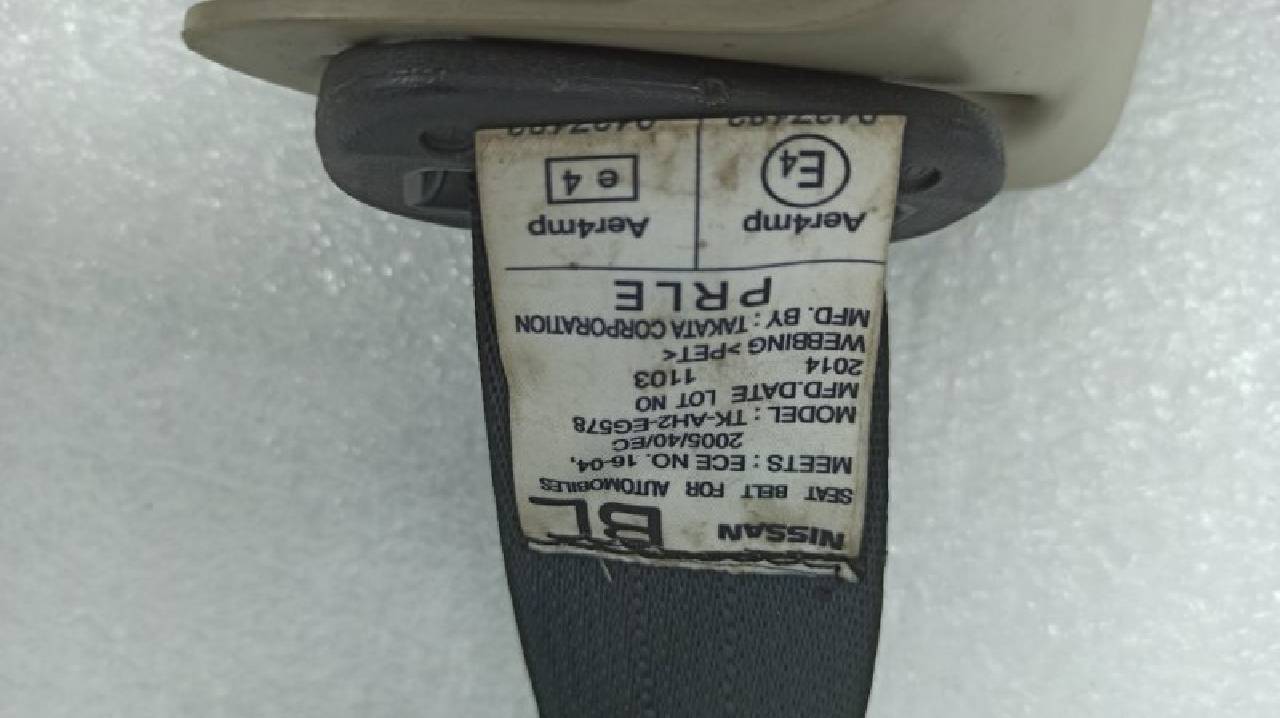 NISSAN BL
SEAT BELT FOR AUTOMOBILES
MEETS : ECE NO. 16-04,
2005/40/EC
MODEL : TK-AH2-EG578
MFD.DATE LOT NO
2014 1103
WEBBING >PET<
MFD. BY : TAKATA CORPORATION
PRLE
Aer4mp Aer4mp
E4 e 4